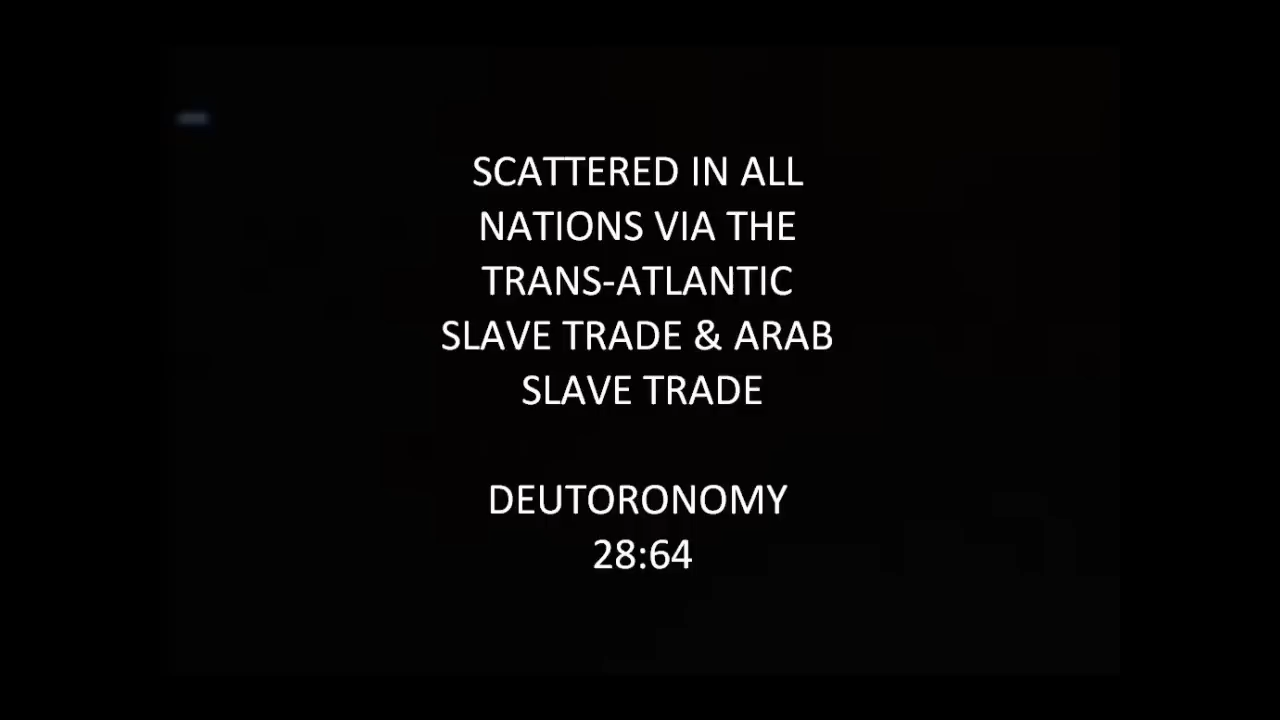 SCATTERED IN ALL
NATIONS VIA THE
TRANS-ATLANTIC
SLAVE TRADE & ARAB
SLAVE TRADE
DEUTORONOMY
28:64